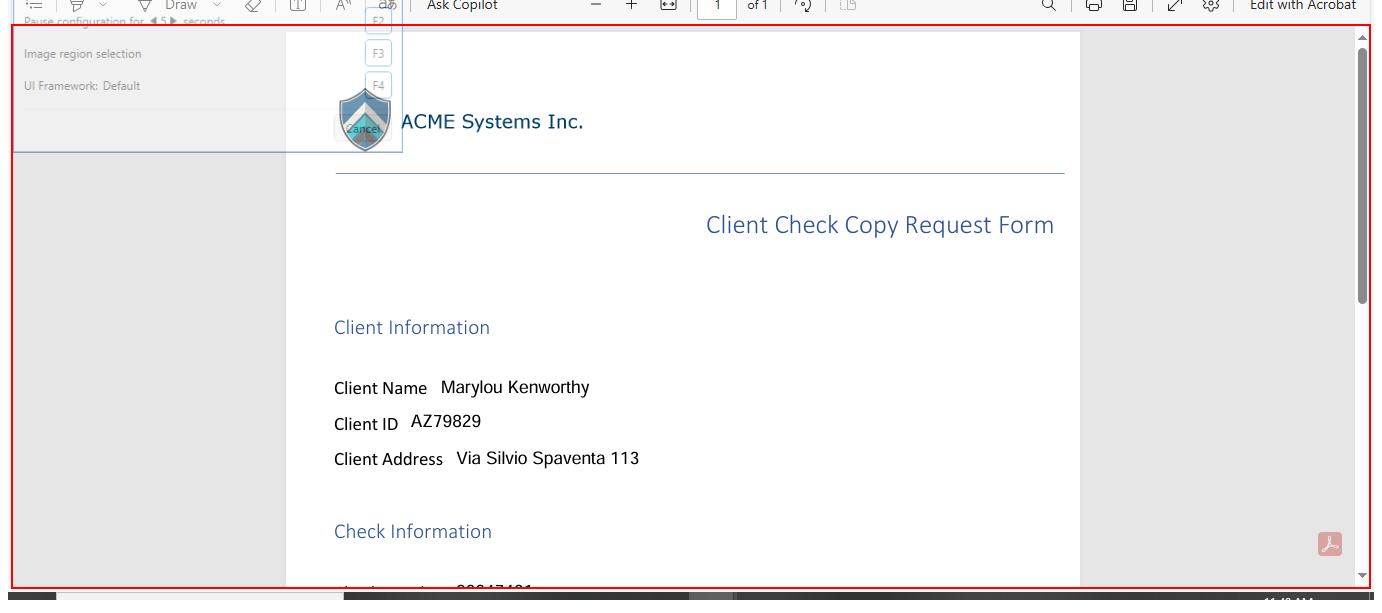 Draw
Ask Copilot
1 of 1
Edit with Acrobat
Pause configuration for 5 seconds F2
Image region selection F3
UI Framework: Default F4
Cancel
ACME Systems Inc.
Client Check Copy Request Form
Client Information
Client Name Marylou Kenworthy
Client ID AZ79829
Client Address Via Silvio Spaventa 113
Check Information